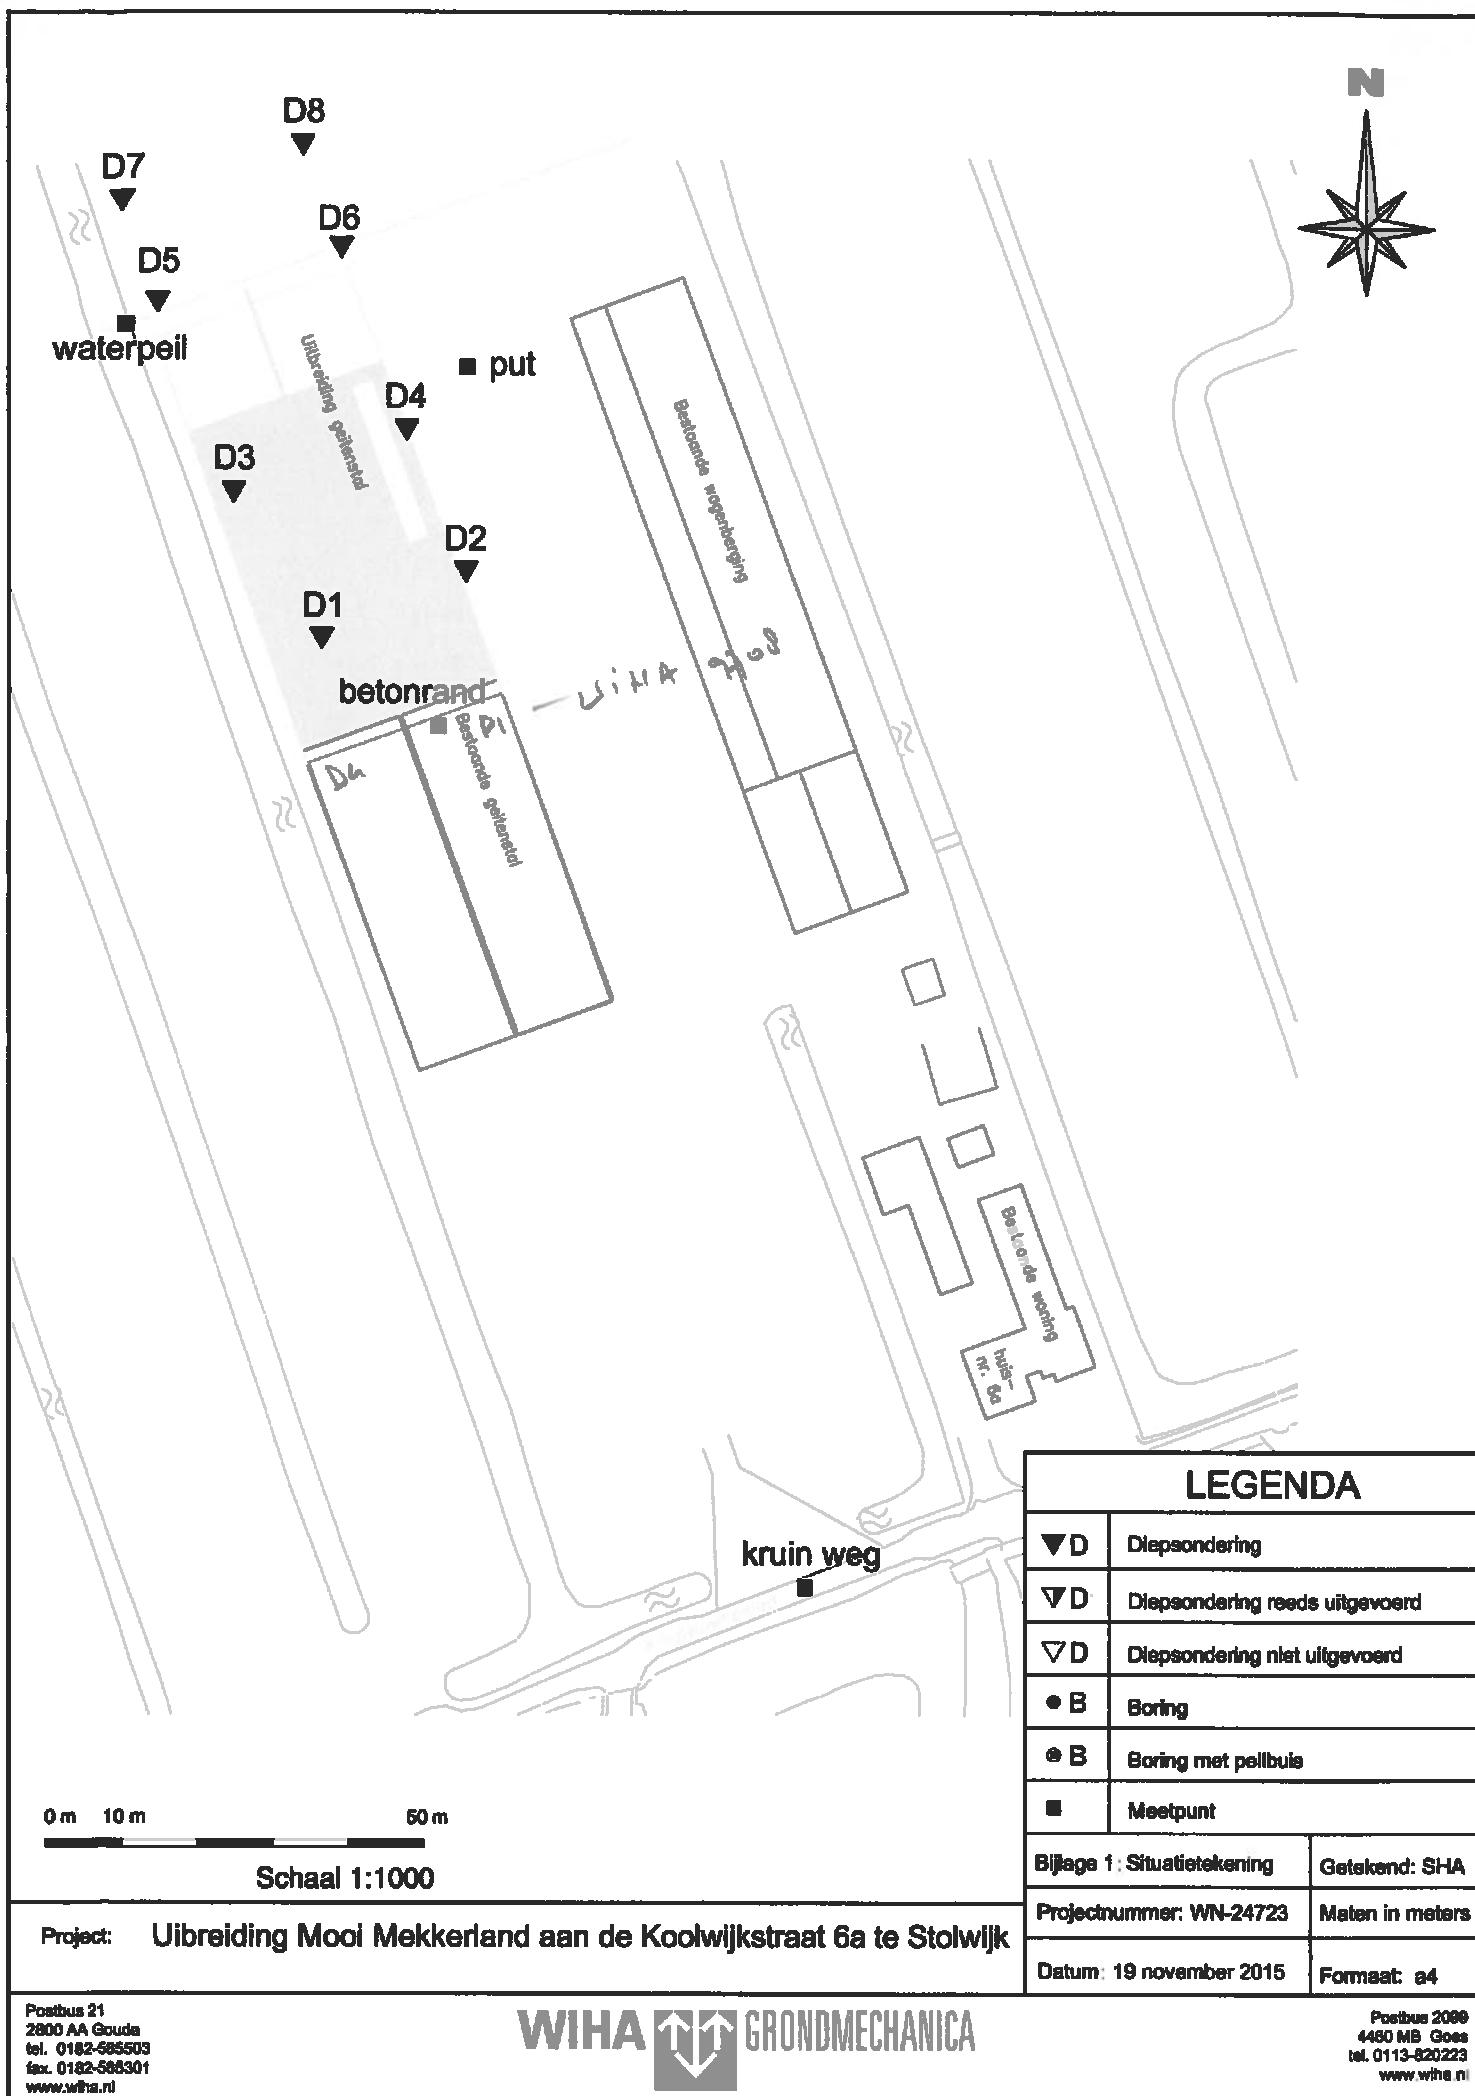 N
D8
D7
D6
D5
waterpeil
put
Uitbreiding geitenstal
D4
Bestaande wagenberging
D3
D2
D1
betonrand
WiHA
D1
D4
Bestaande geitenstal
Bestaande woning
huis-
nr. 6a
kruin weg
LEGENDA
D Diepsondering
D Diepsondering reeds uitgevoerd
D Diepsondering niet uitgevoerd
B Boring
B Boring met peilbuis
Meetpunt
0 m 10 m 50 m
Schaal 1:1000
Bijlage 1: Situatietekening
Getekend: SHA
Projectnummer: WN-24723
Maten in meters
Datum: 19 november 2015
Formaat: a4
Project: Uibreiding Mooi Mekkerland aan de Koolwijkstraat 6a te Stolwijk
Postbus 21
2800 AA Gouda
tel. 0182-565503
fax. 0182-565301
www.wiha.nl
WIHA GRONDMECHANICA
Postbus 2099
4460 MB Goes
tel. 0113-820223
www.wiha.nl